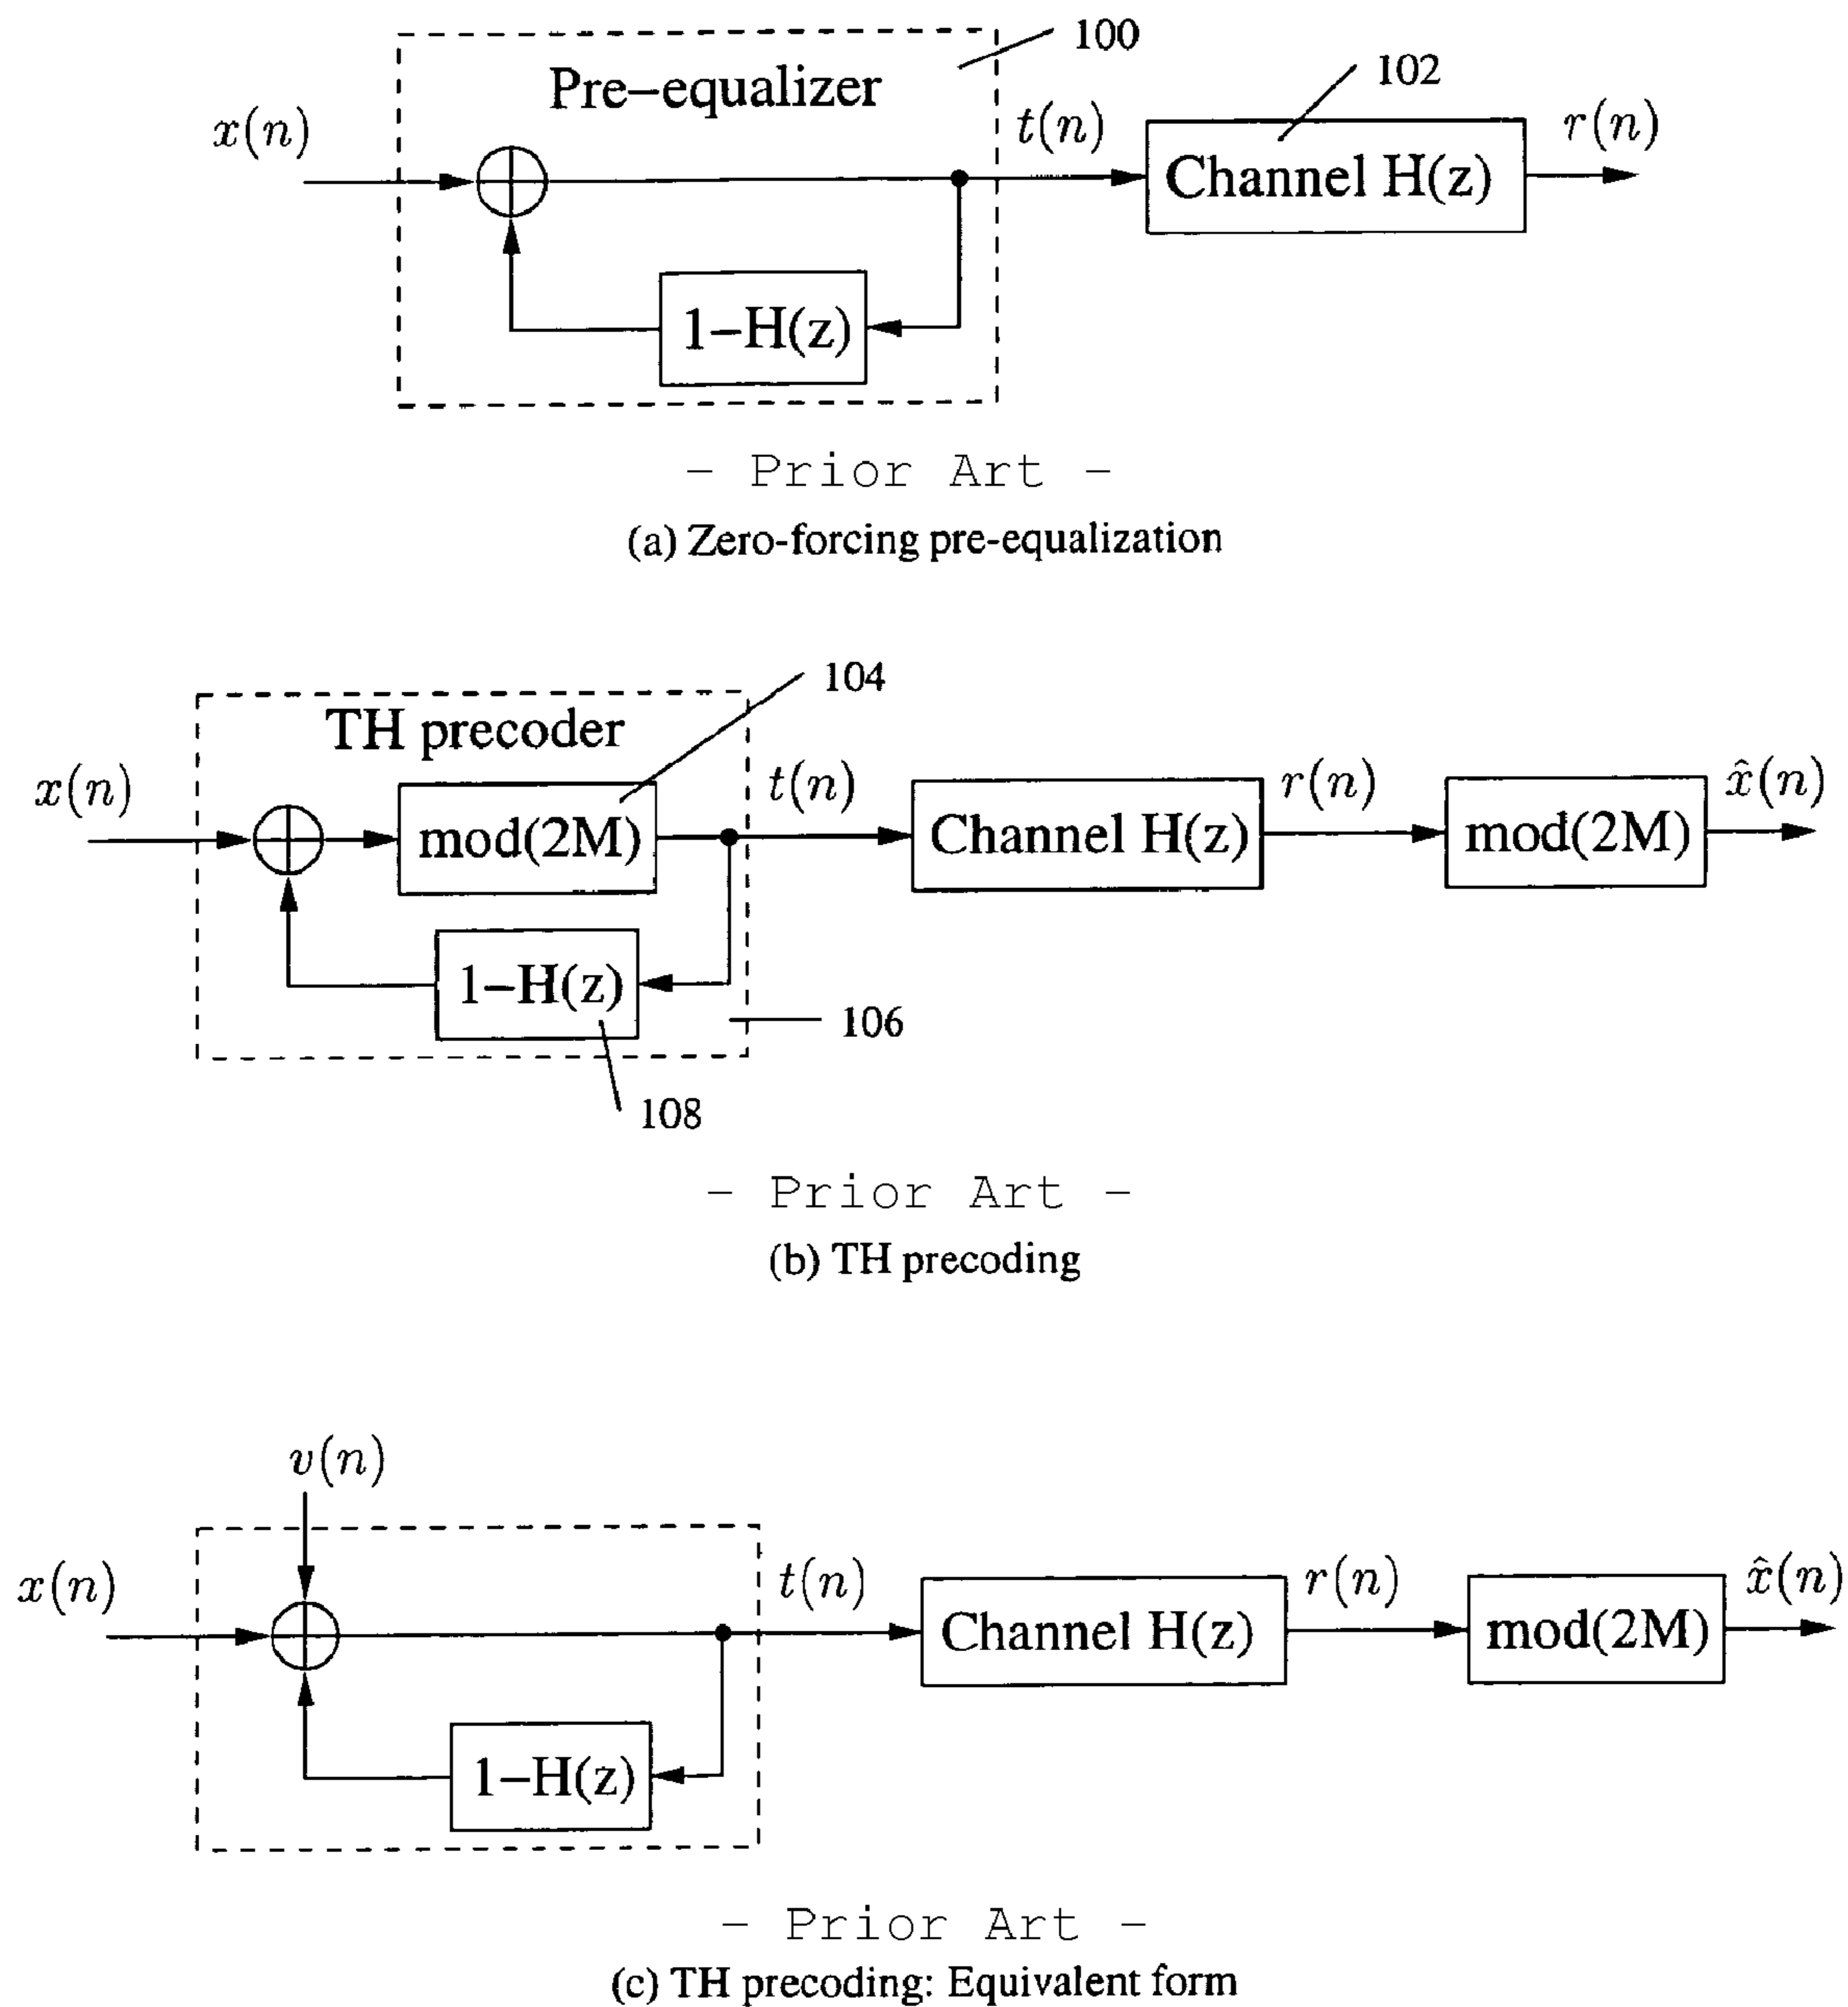 100
Pre–equalizer
102
x(n)
t(n)
r(n)
Channel H(z)
1–H(z)
– Prior Art –
(a) Zero-forcing pre-equalization
104
TH precoder
x(n)
t(n)
r(n)
x̂(n)
mod(2M)
Channel H(z)
mod(2M)
1–H(z)
106
108
– Prior Art –
(b) TH precoding
v(n)
x(n)
t(n)
r(n)
x̂(n)
Channel H(z)
mod(2M)
1–H(z)
– Prior Art –
(c) TH precoding: Equivalent form